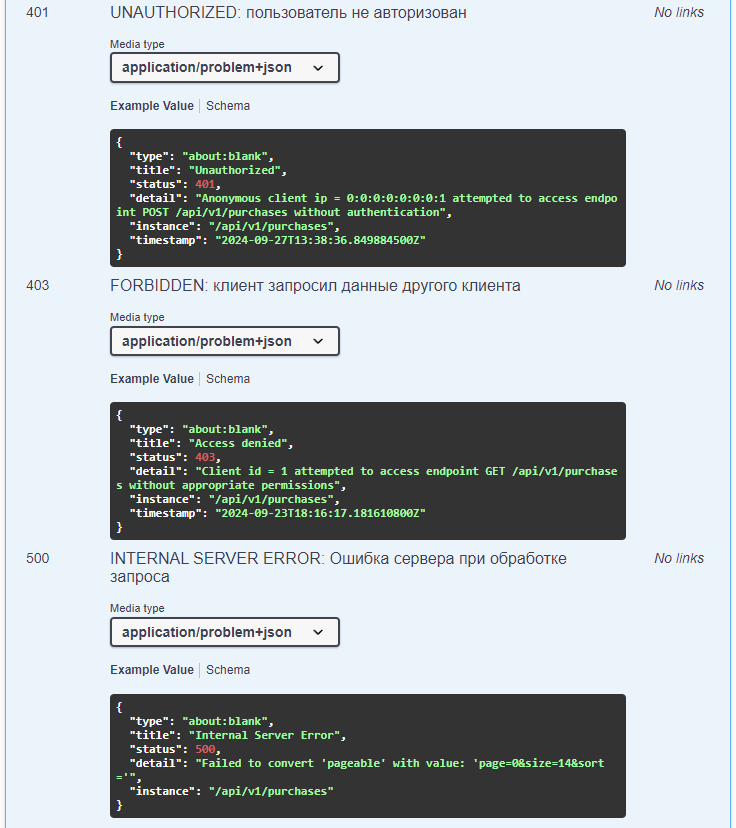 401 UNAUTHORIZED: пользователь не авторизован No links
Media type
application/problem+json
Example Value | Schema
{
"type": "about:blank",
"title": "Unauthorized",
"status": 401,
"detail": "Anonymous client ip = 0:0:0:0:0:0:0:1 attempted to access endpo
int POST /api/v1/purchases without authentication",
"instance": "/api/v1/purchases",
"timestamp": "2024-09-27T13:38:36.849884500Z"
}
403 FORBIDDEN: клиент запросил данные другого клиента No links
Media type
application/problem+json
Example Value | Schema
{
"type": "about:blank",
"title": "Access denied",
"status": 403,
"detail": "Client id = 1 attempted to access endpoint GET /api/v1/purchase
s without appropriate permissions",
"instance": "/api/v1/purchases",
"timestamp": "2024-09-23T18:16:17.181610800Z"
}
500 INTERNAL SERVER ERROR: Ошибка сервера при обработке No links
запроса
Media type
application/problem+json
Example Value | Schema
{
"type": "about:blank",
"title": "Internal Server Error",
"status": 500,
"detail": "Failed to convert 'pageable' with value: 'page=0&size=14&sort
='",
"instance": "/api/v1/purchases"
}